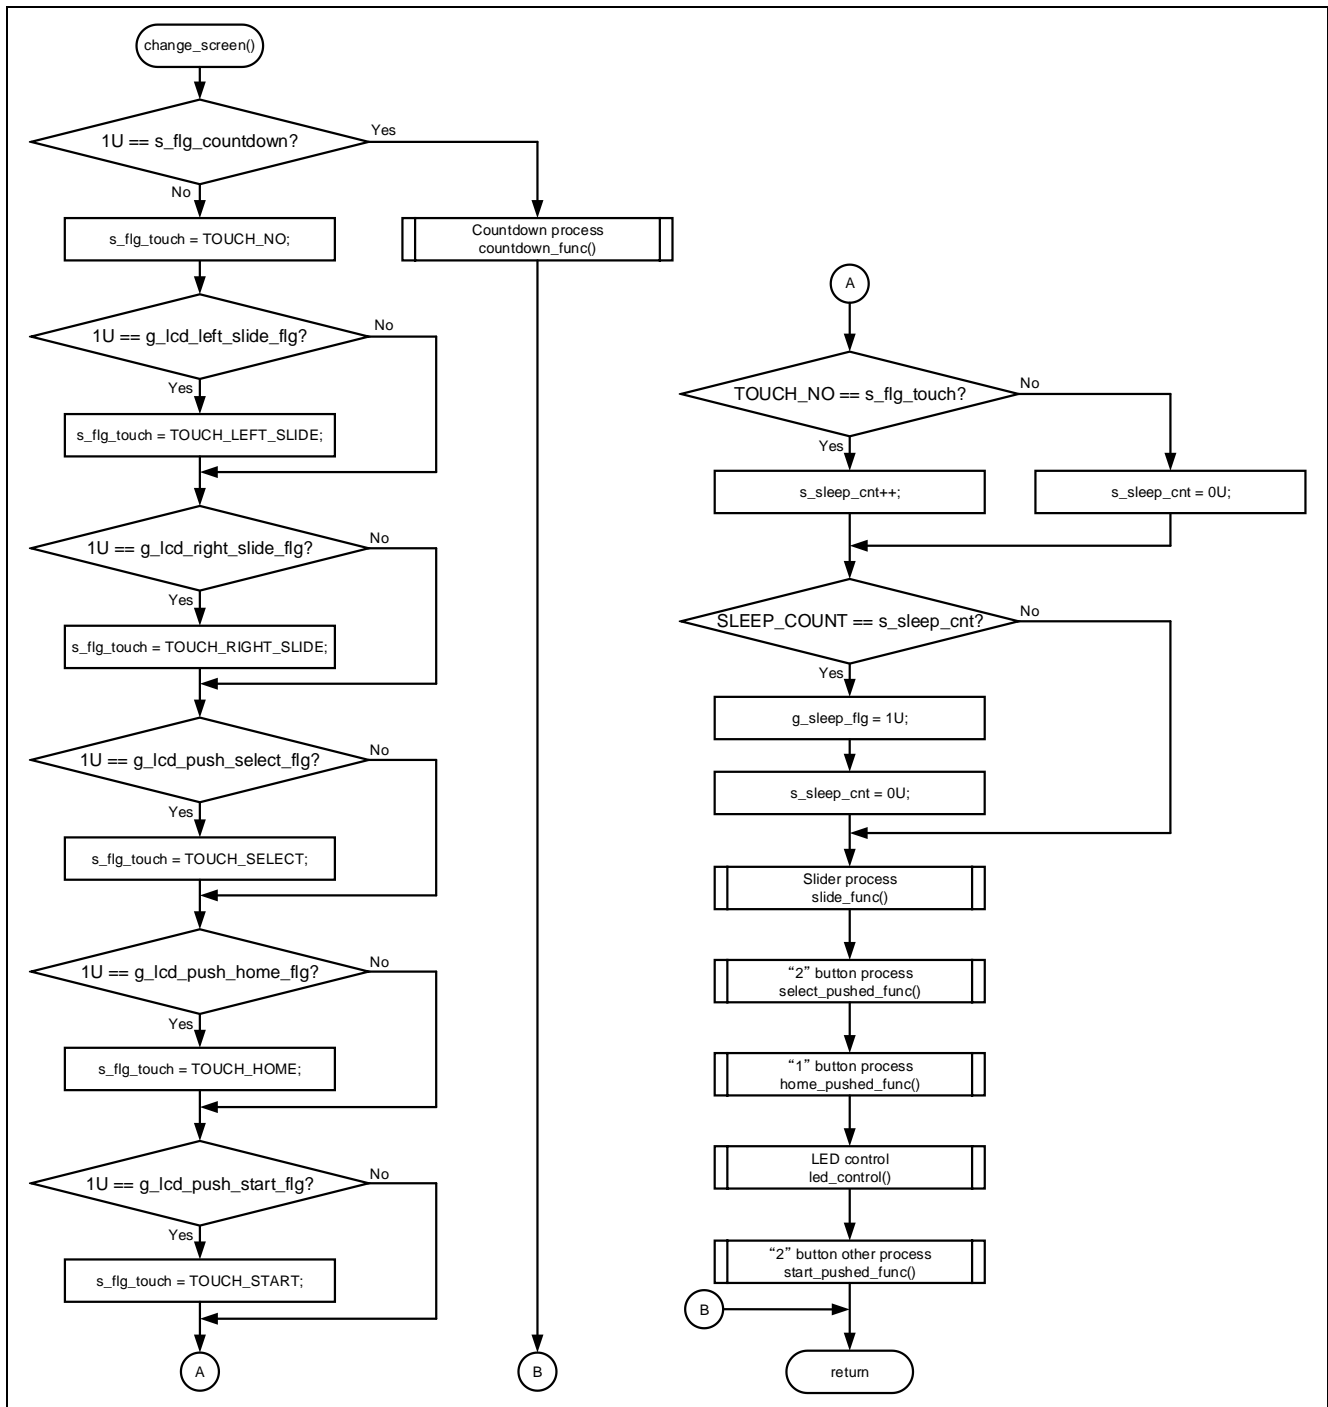 change_screen()
1U == s_flg_countdown?
Yes
No
s_flg_touch = TOUCH_NO;
Countdown process
countdown_func()
1U == g_lcd_left_slide_flg?
No
Yes
s_flg_touch = TOUCH_LEFT_SLIDE;
1U == g_lcd_right_slide_flg?
No
Yes
s_flg_touch = TOUCH_RIGHT_SLIDE;
1U == g_lcd_push_select_flg?
No
Yes
s_flg_touch = TOUCH_SELECT;
1U == g_lcd_push_home_flg?
No
Yes
s_flg_touch = TOUCH_HOME;
1U == g_lcd_push_start_flg?
No
Yes
s_flg_touch = TOUCH_START;
A
B
A
TOUCH_NO == s_flg_touch?
No
Yes
s_sleep_cnt++;
s_sleep_cnt = 0U;
SLEEP_COUNT == s_sleep_cnt?
No
Yes
g_sleep_flg = 1U;
s_sleep_cnt = 0U;
Slider process
slide_func()
“2” button process
select_pushed_func()
“1” button process
home_pushed_func()
LED control
led_control()
“2” button other process
start_pushed_func()
B
return